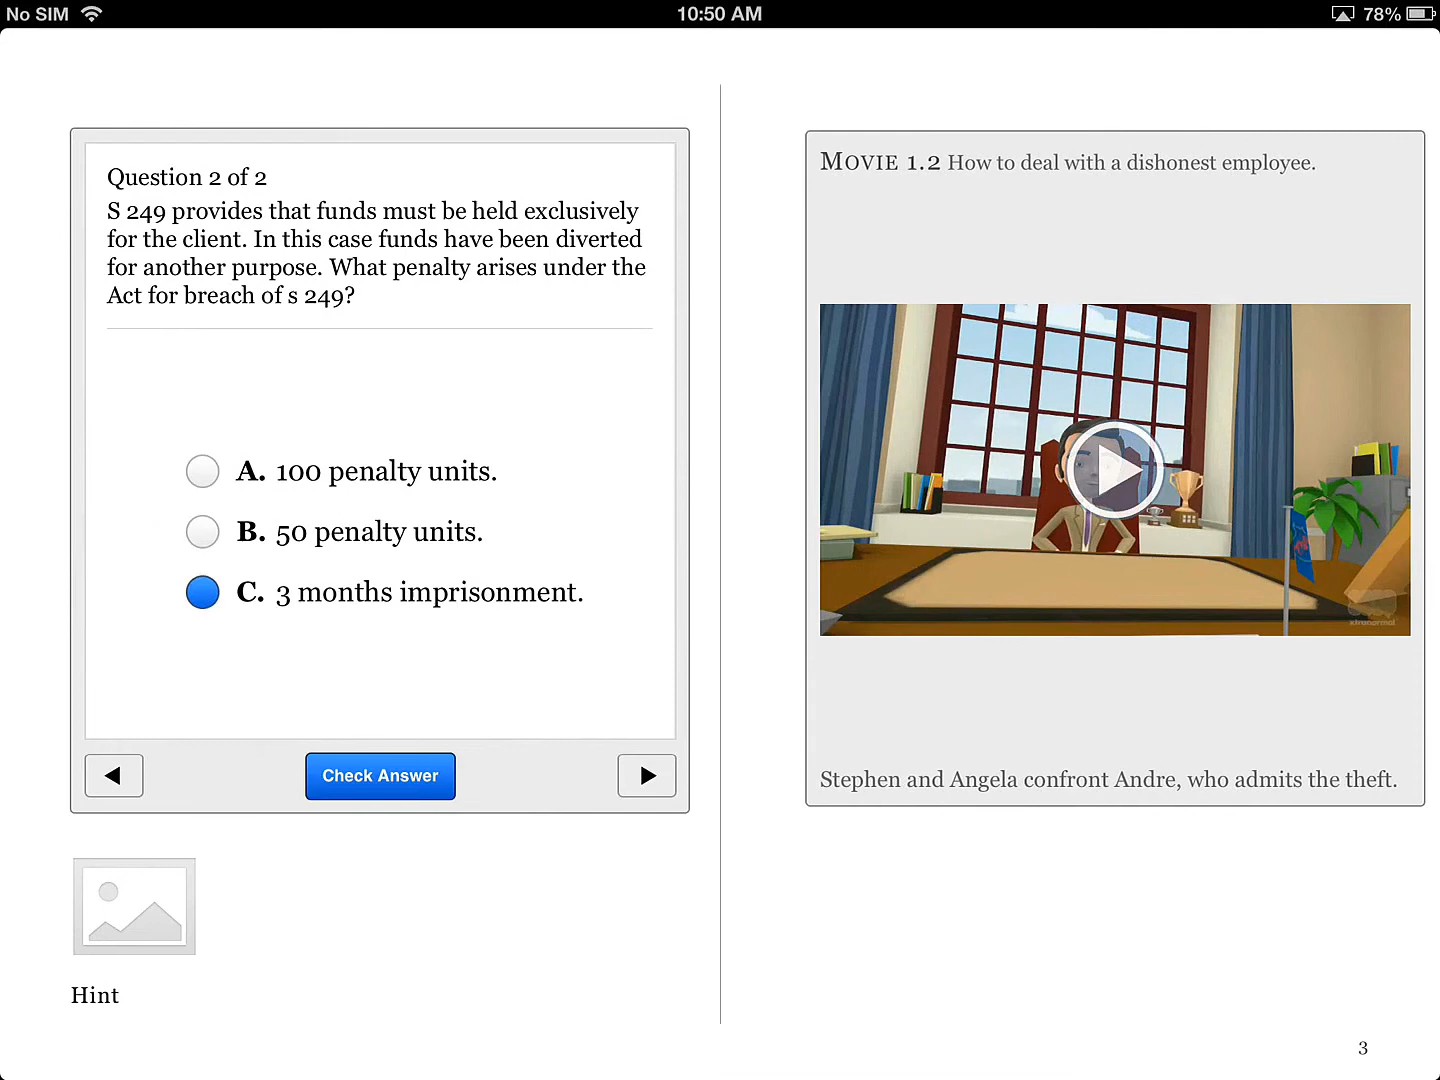 No SIM 10:50 AM 78%
Question 2 of 2
S 249 provides that funds must be held exclusively
for the client. In this case funds have been diverted
for another purpose. What penalty arises under the
Act for breach of s 249?
A. 100 penalty units.
B. 50 penalty units.
C. 3 months imprisonment.
Check Answer
Hint
MOVIE 1.2 How to deal with a dishonest employee.
xtranormal
Stephen and Angela confront Andre, who admits the theft.
3